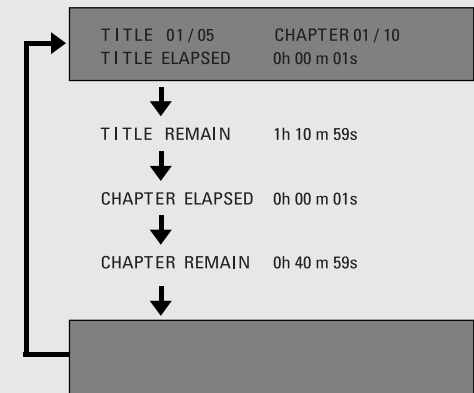 TITLE 01/05 CHAPTER 01/10
TITLE ELAPSED 0h 00 m 01s
TITLE REMAIN 1h 10 m 59s
CHAPTER ELAPSED 0h 00 m 01s
CHAPTER REMAIN 0h 40 m 59s